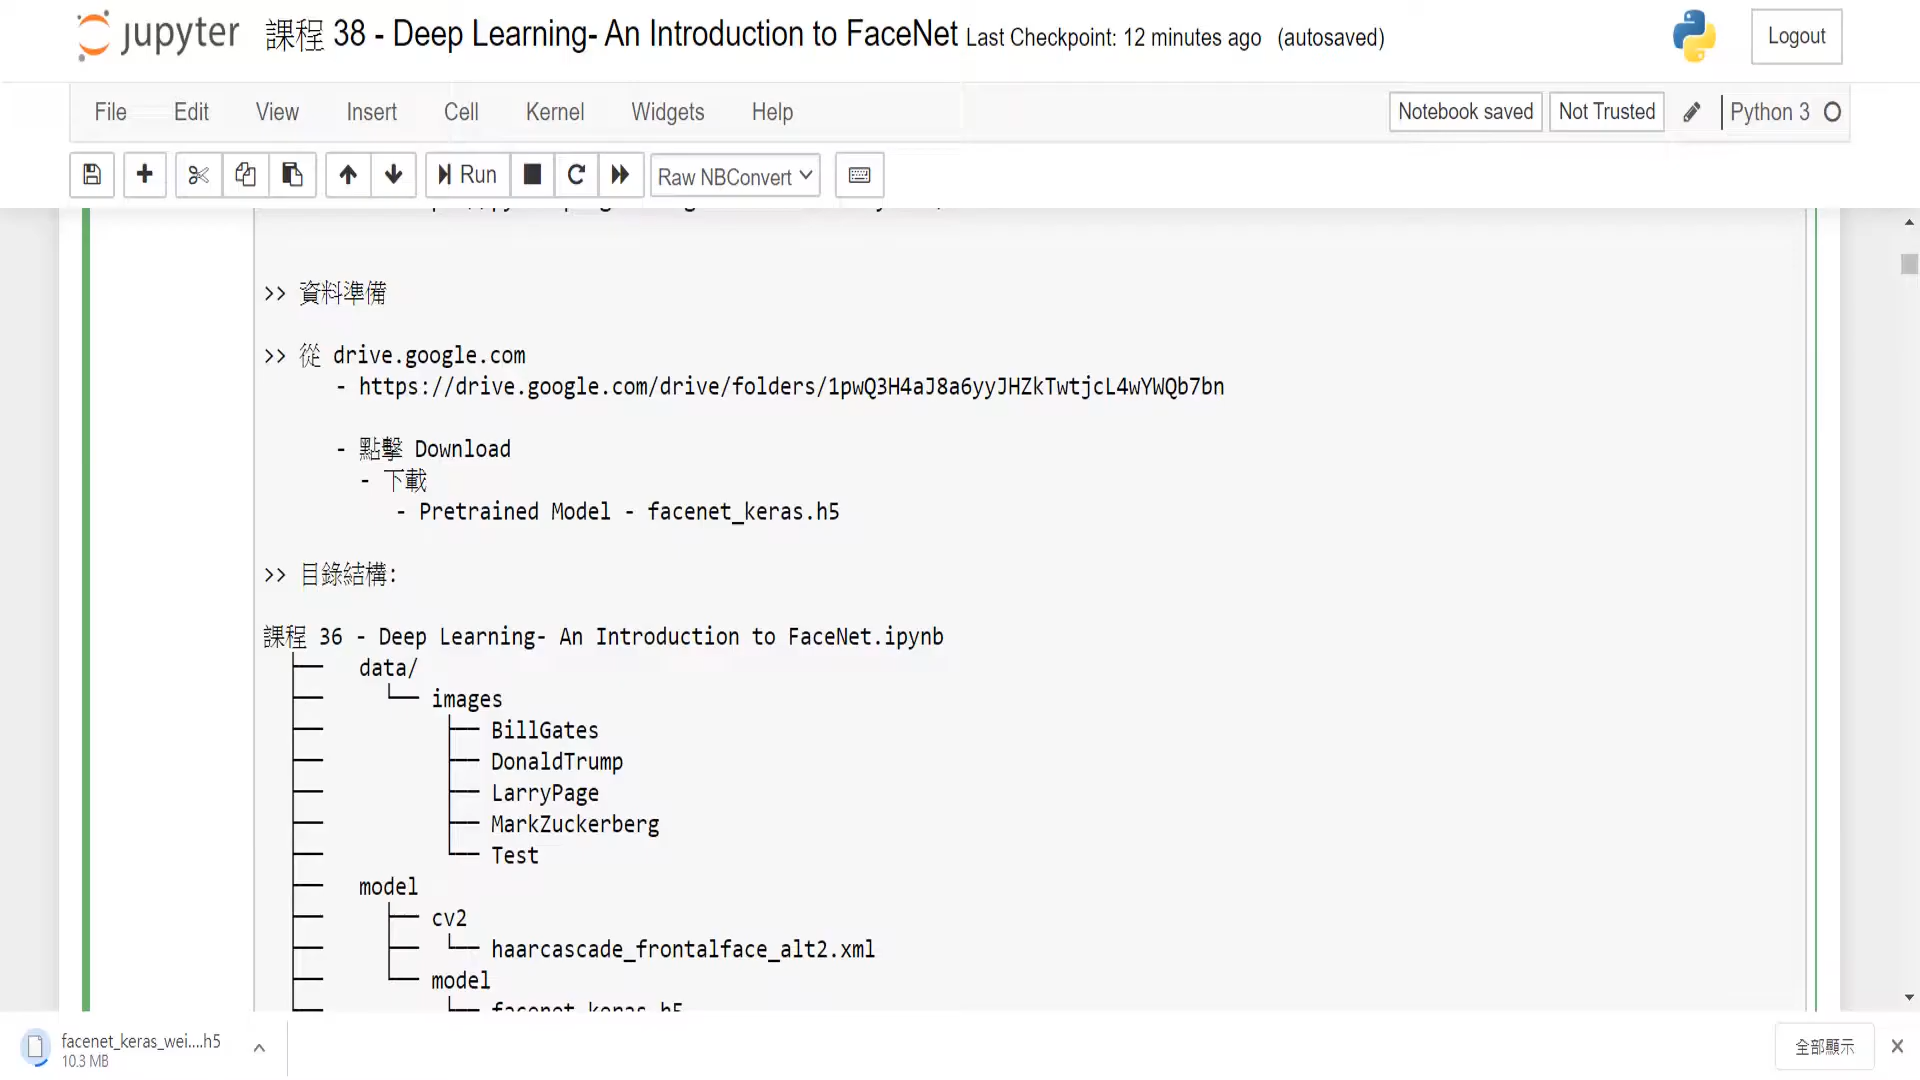 jupyter 課程 38 - Deep Learning- An Introduction to FaceNet Last Checkpoint: 12 minutes ago (autosaved) Logout
File Edit View Insert Cell Kernel Widgets Help Notebook saved Not Trusted Python 3
Run Raw NBConvert
>> 資料準備
>> 從 drive.google.com
- https://drive.google.com/drive/folders/1pwQ3H4aJ8a6yyJHZkTwtjcL4wYWQb7bn
- 點擊 Download
- 下載
- Pretrained Model - facenet_keras.h5
>> 目錄結構:
課程 36 - Deep Learning- An Introduction to FaceNet.ipynb
├── data/
├── └── images
├── ├── BillGates
├── ├── DonaldTrump
├── ├── LarryPage
├── ├── MarkZuckerberg
├── └── Test
├── model
├── ├── cv2
├── ├── └── haarcascade_frontalface_alt2.xml
├── └── model
├── └── facenet_keras.h5
facenet_keras_wei....h5
10.3 MB
全部顯示